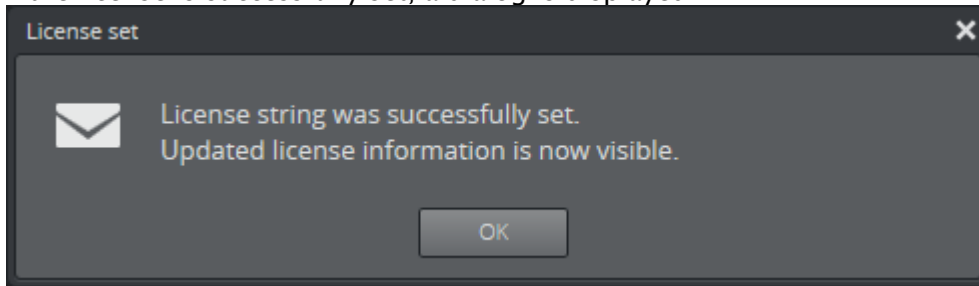 License set
License string was successfully set.
Updated license information is now visible.
OK